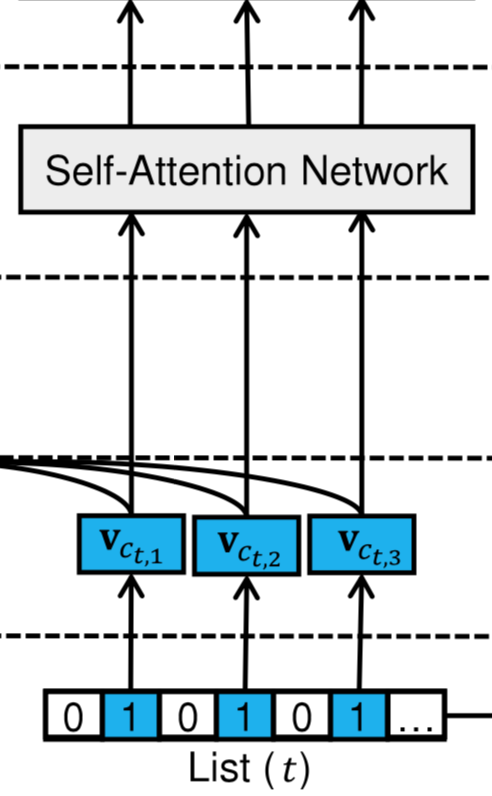 Self-Attention Network
𝐯_{c_{t,1}} 𝐯_{c_{t,2}} 𝐯_{c_{t,3}}
0 1 0 1 0 1 ...
List (t)